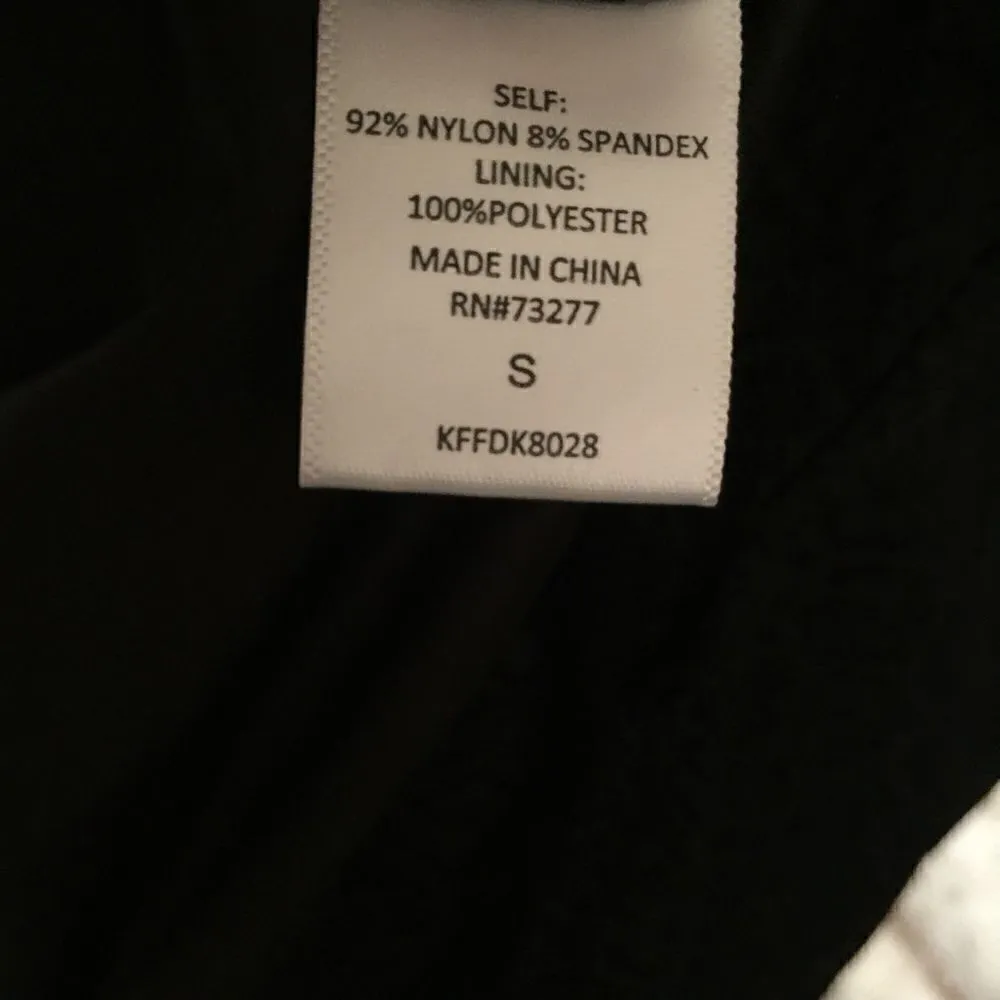 SELF:
92% NYLON 8% SPANDEX
LINING:
100%POLYESTER
MADE IN CHINA
RN#73277
S
KFFDK8028